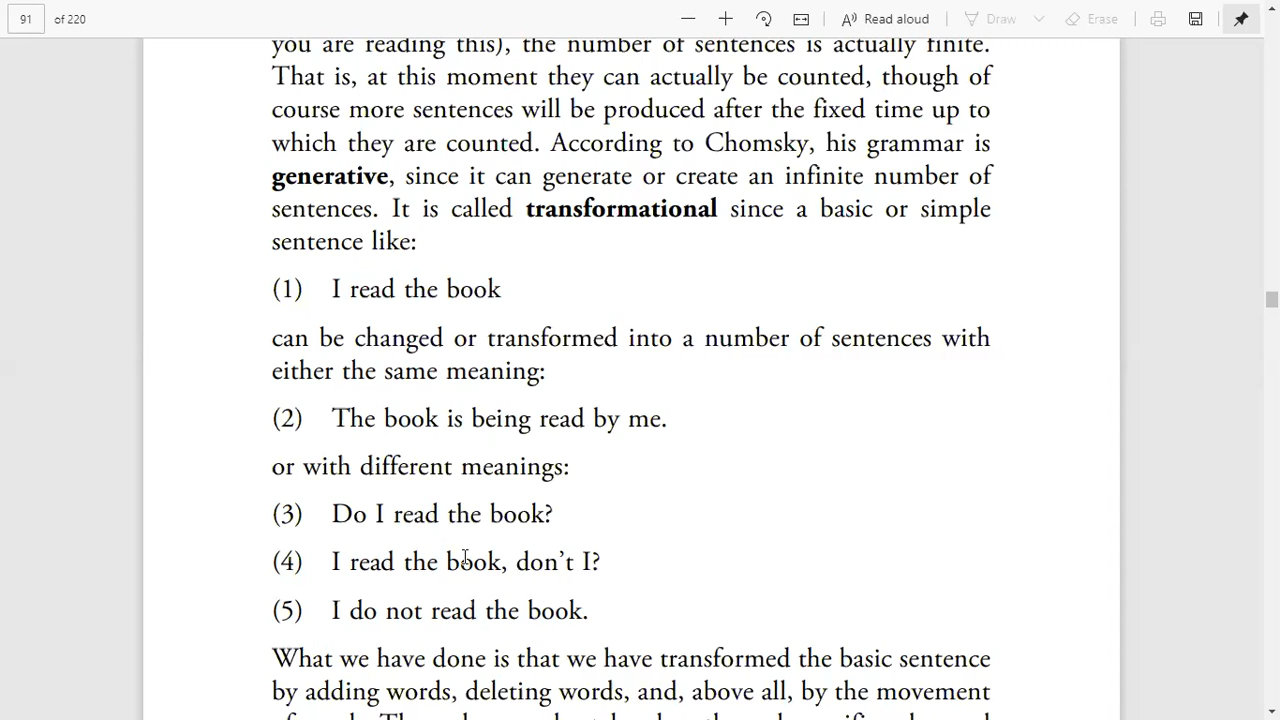 91 of 220 Read aloud Draw Erase
you are reading this), the number of sentences is actually finite.
That is, at this moment they can actually be counted, though of
course more sentences will be produced after the fixed time up to
which they are counted. According to Chomsky, his grammar is
generative, since it can generate or create an infinite number of
sentences. It is called transformational since a basic or simple
sentence like:
(1) I read the book
can be changed or transformed into a number of sentences with
either the same meaning:
(2) The book is being read by me.
or with different meanings:
(3) Do I read the book?
(4) I read the book, don’t I?
(5) I do not read the book.
What we have done is that we have transformed the basic sentence
by adding words, deleting words, and, above all, by the movement